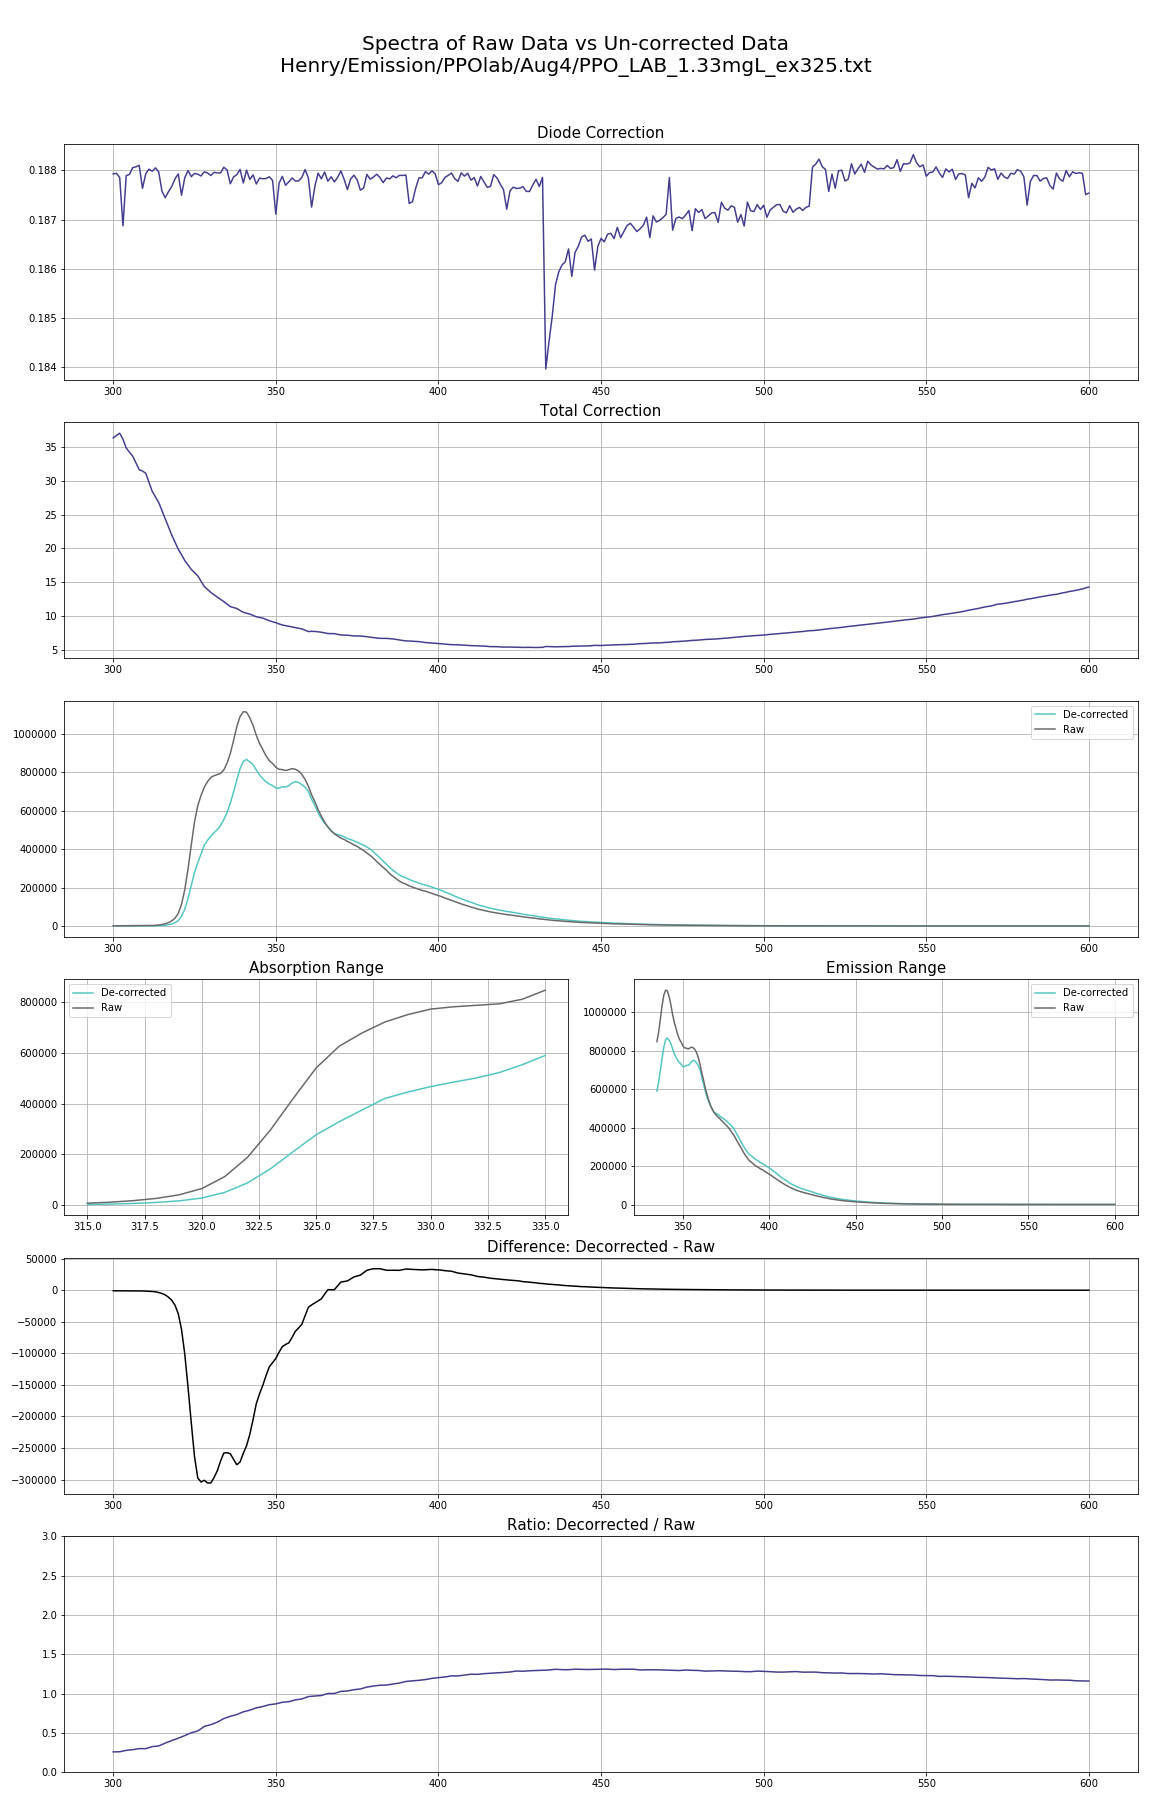 Spectra of Raw Data vs Un-corrected Data
Henry/Emission/PPOlab/Aug4/PPO_LAB_1.33mgL_ex325.txt
Diode Correction
0.188
0.187
0.186
0.185
0.184
300 350 400 450 500 550 600
Total Correction
35
30
25
20
15
10
5
300 350 400 450 500 550 600
De-corrected
Raw
1000000
800000
600000
400000
200000
0
300 350 400 450 500 550 600
Absorption Range
De-corrected
Raw
800000
600000
400000
200000
0
315.0 317.5 320.0 322.5 325.0 327.5 330.0 332.5 335.0
Emission Range
De-corrected
Raw
1000000
800000
600000
400000
200000
0
350 400 450 500 550 600
Difference: Decorrected - Raw
50000
0
−50000
−100000
−150000
−200000
−250000
−300000
300 350 400 450 500 550 600
Ratio: Decorrected / Raw
3.0
2.5
2.0
1.5
1.0
0.5
0.0
300 350 400 450 500 550 600